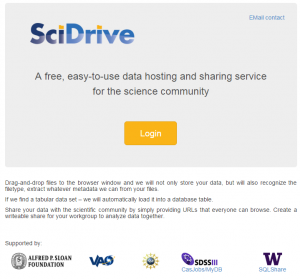 EMail contact
SciDrive
A free, easy-to-use data hosting and sharing service
for the science community
Login
Drag-and-drop files to the browser window and we will not only store your data, but will also recognize the
filetype, extract whatever metadata we can from your files.
If we find a tabular data set – we will automatically load it into a database table.
Share your data with the scientific community by simply providing URLs that everyone can browse. Create a
writeable share for your workgroup to analyze data together.
Supported by:
ALFRED P. SLOAN
FOUNDATION
VAO
SDSSIII
W
CasJobs/MyDB
SQLShare